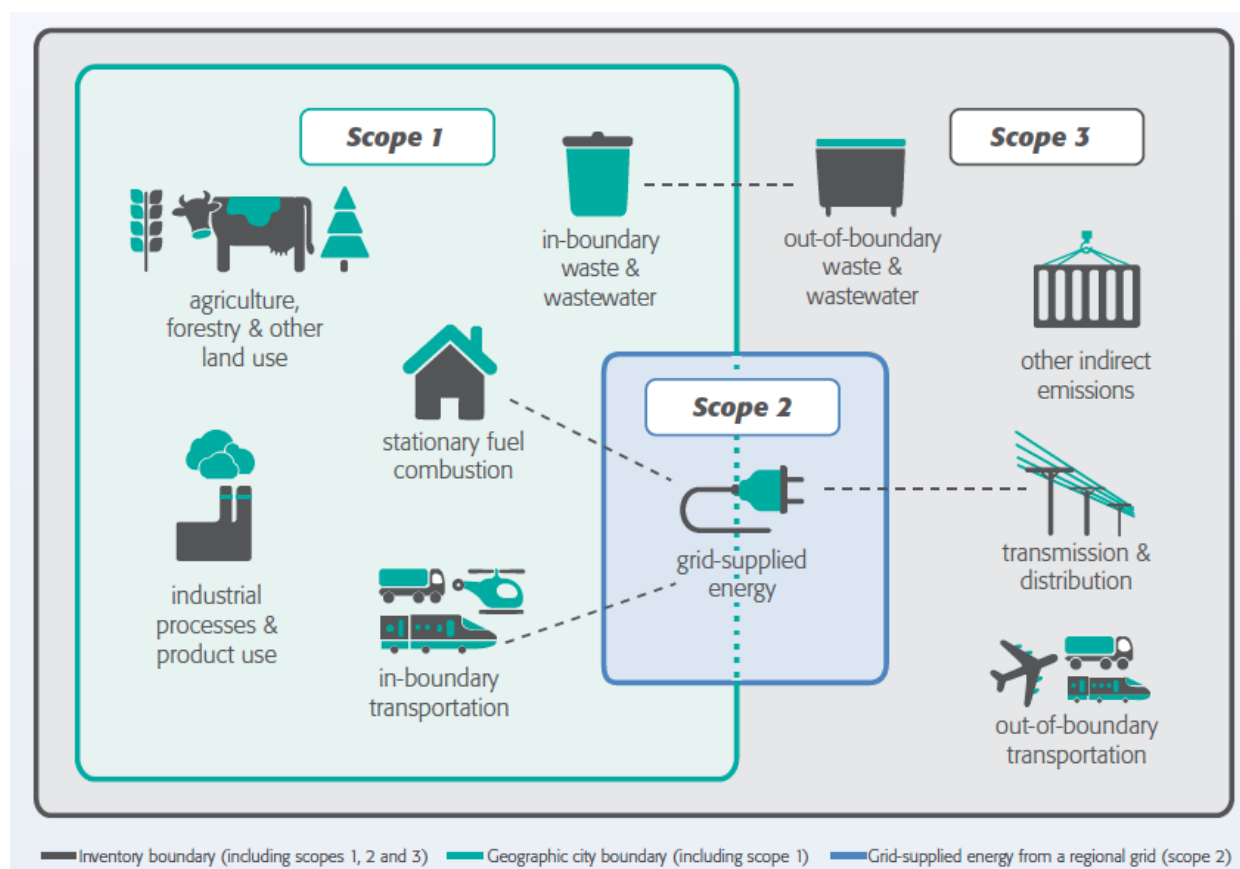 Scope 1
Scope 3
in-boundary
waste &
wastewater
out-of-boundary
waste &
wastewater
agriculture,
forestry & other
land use
other indirect
emissions
Scope 2
stationary fuel
combustion
grid-supplied
energy
transmission &
distribution
industrial
processes &
product use
in-boundary
transportation
out-of-boundary
transportation
Inventory boundary (including scopes 1, 2 and 3)
Geographic city boundary (including scope 1)
Grid-supplied energy from a regional grid (scope 2)